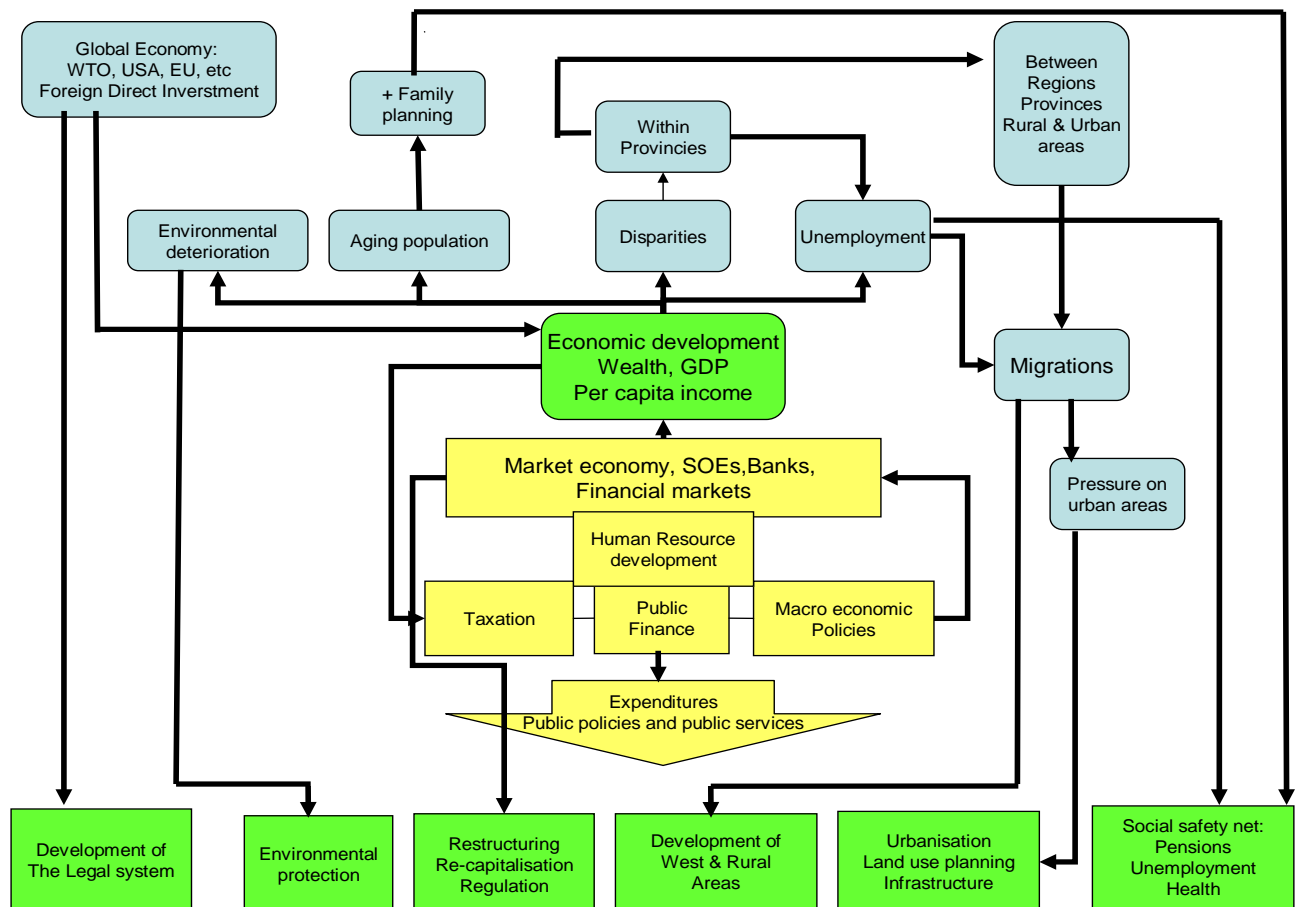 Global Economy:
WTO, USA, EU, etc
Foreign Direct Inverstment
+ Family
planning
Within
Provincies
Between
Regions
Provinces
Rural & Urban
areas
Environmental
deterioration
Aging population
Disparities
Unemployment
Economic development
Wealth, GDP
Per capita income
Migrations
Market economy, SOEs,Banks,
Financial markets
Pressure on
urban areas
Human Resource
development
Taxation
Public
Finance
Macro economic
Policies
Expenditures
Public policies and public services
Development of
The Legal system
Environmental
protection
Restructuring
Re-capitalisation
Regulation
Development of
West & Rural
Areas
Urbanisation
Land use planning
Infrastructure
Social safety net:
Pensions
Unemployment
Health